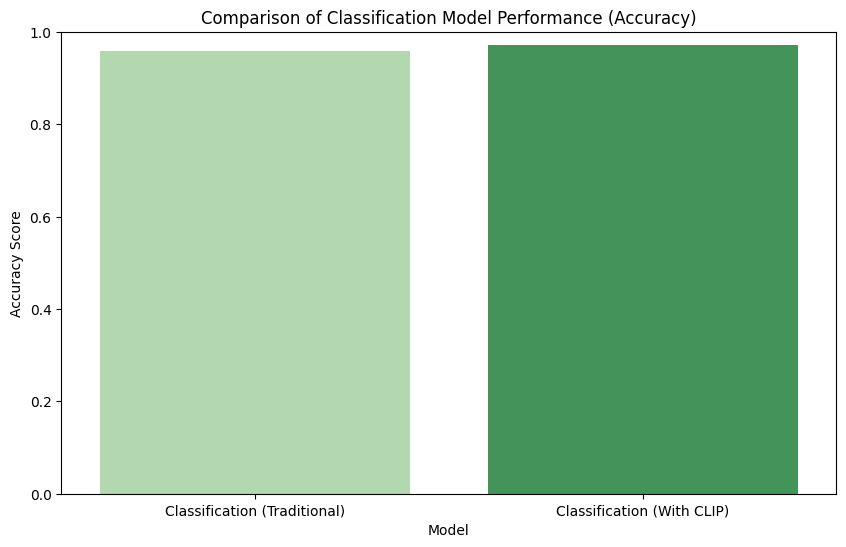 Comparison of Classification Model Performance (Accuracy)
1.0
0.8
0.6
0.4
0.2
0.0
Accuracy Score
Classification (Traditional)
Classification (With CLIP)
Model